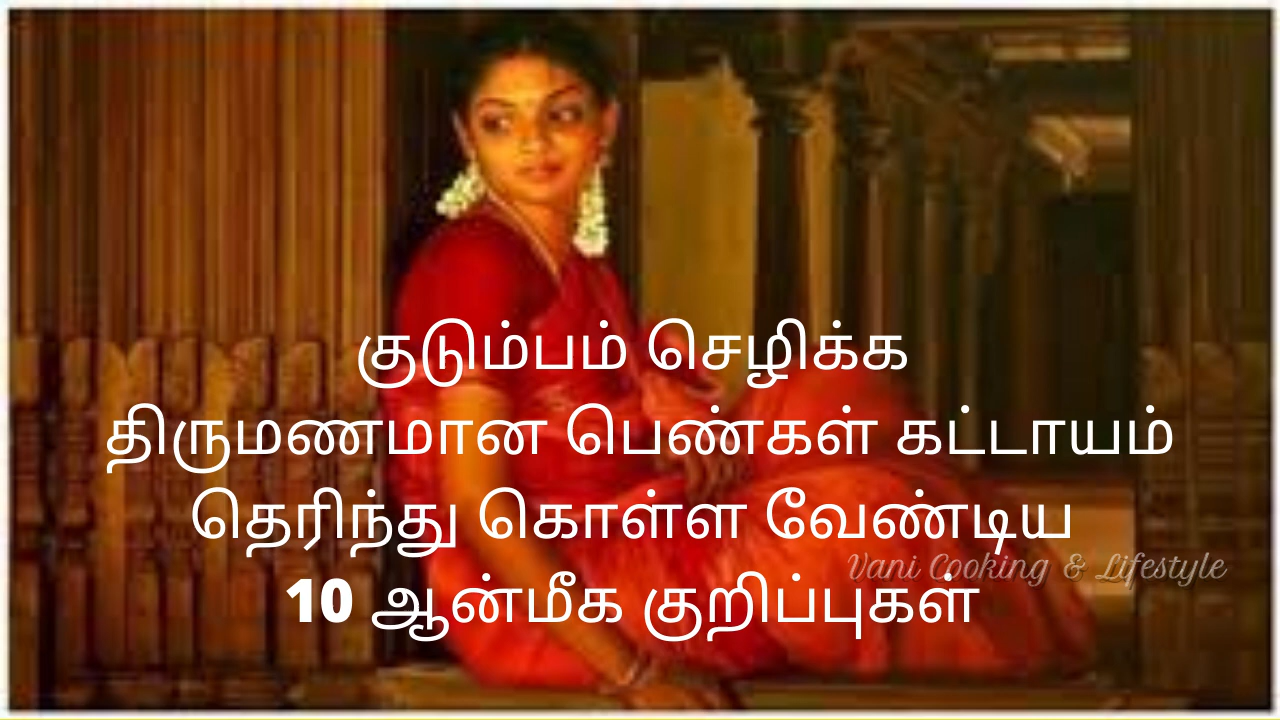 குடும்பம் செழிக்க
திருமணமான பெண்கள் கட்டாயம்
தெரிந்து கொள்ள வேண்டிய
Vani Cooking & Lifestyle
10 ஆன்மீக குறிப்புகள்